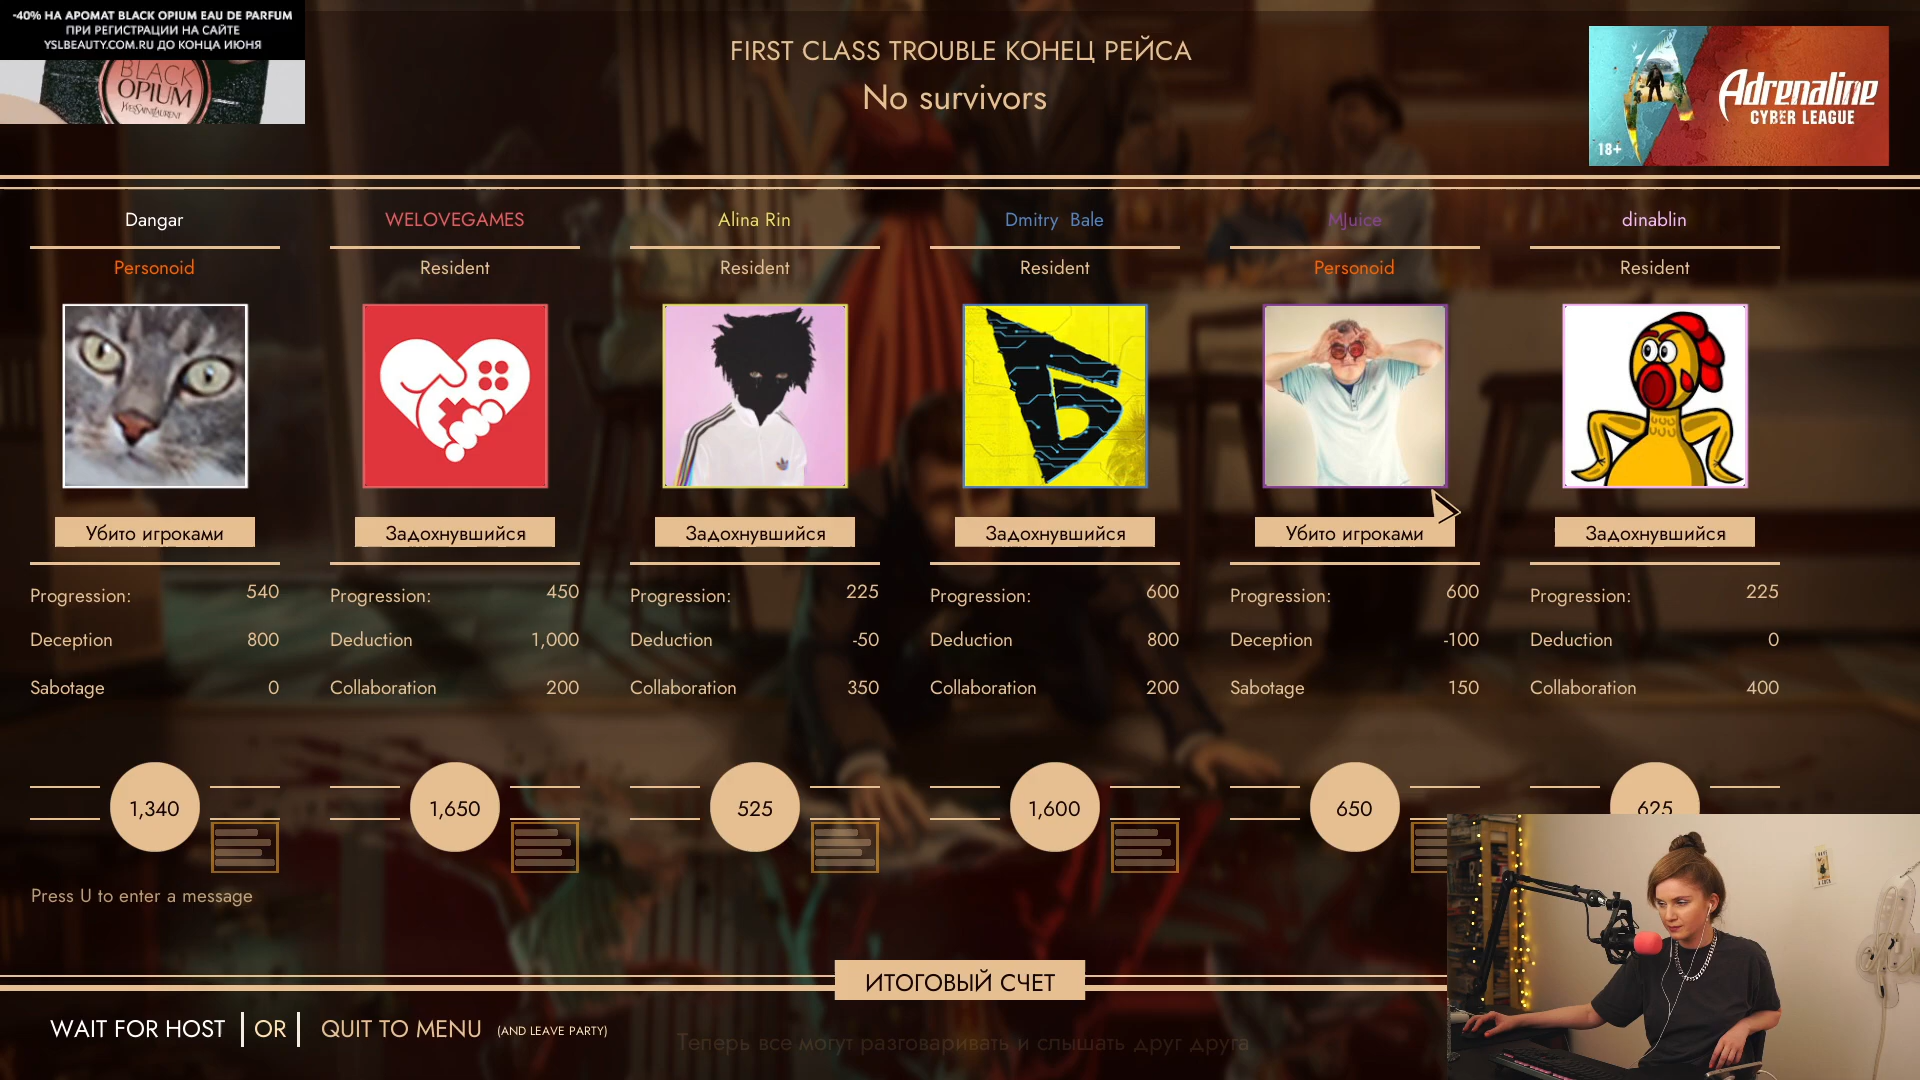 -40% НА АРОМАТ BLACK OPIUM EAU DE PARFUM
ПРИ РЕГИСТРАЦИИ НА САЙТЕ
YSLBEAUTY.COM.RU ДО КОНЦА ИЮНЯ
BLACK
OPIUM
YVES SAINT LAURENT
FIRST CLASS TROUBLE КОНЕЦ РЕЙСА
No survivors
Adrenaline
CYBER LEAGUE
18+
Dangar WELOVEGAMES Alina Rin Dmitry Bale MJuice dinablin
Personoid Resident Resident Resident Personoid Resident
Убито игроками Задохнувшийся Задохнувшийся Задохнувшийся Убито игроками Задохнувшийся
Progression: 540 Progression: 450 Progression: 225 Progression: 600 Progression: 600 Progression: 225
Deception 800 Deduction 1,000 Deduction -50 Deduction 800 Deception -100 Deduction 0
Sabotage 0 Collaboration 200 Collaboration 350 Collaboration 200 Sabotage 150 Collaboration 400
1,340 1,650 525 1,600 650 625
Press U to enter a message
ИТОГОВЫЙ СЧЕТ
WAIT FOR HOST OR QUIT TO MENU (AND LEAVE PARTY)
Теперь все могут разговаривать и слышать друг друга